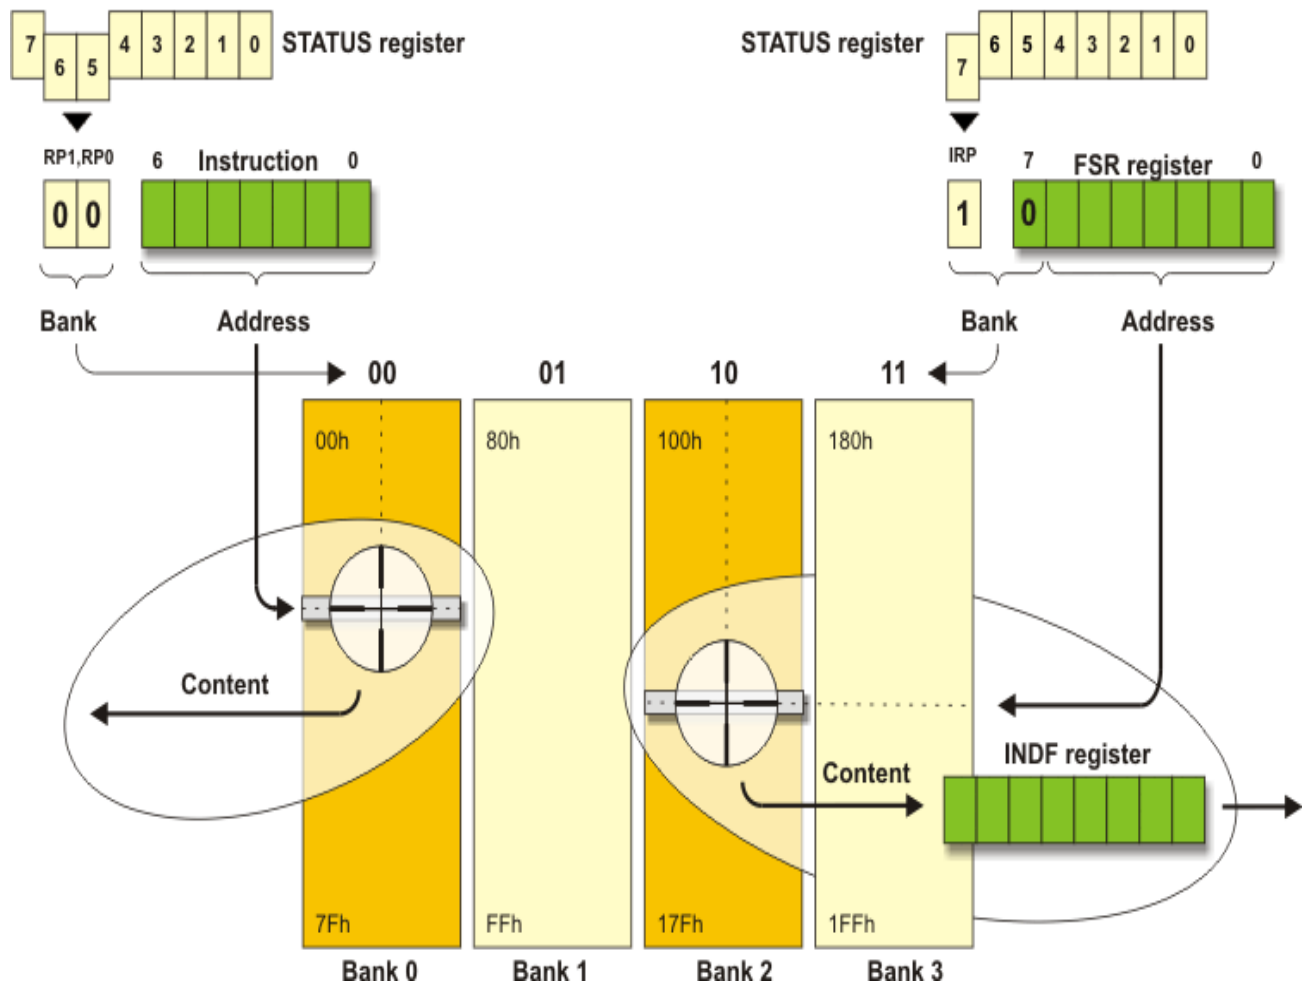 7 6 5 4 3 2 1 0 STATUS register
STATUS register 7 6 5 4 3 2 1 0
RP1,RP0 6 Instruction 0
IRP 7 FSR register 0
0 0
1 0
Bank Address
Bank Address
00 01 10 11
00h 80h 100h 180h
Content
INDF register
Content
7Fh FFh 17Fh 1FFh
Bank 0 Bank 1 Bank 2 Bank 3